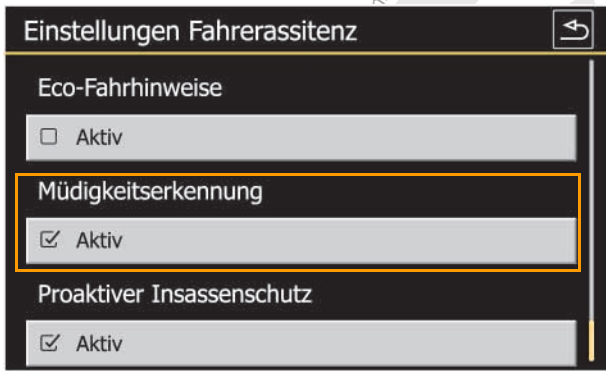 Einstellungen Fahrerassitenz
Eco-Fahrhinweise
Aktiv
Müdigkeitserkennung
Aktiv
Proaktiver Insassenschutz
Aktiv